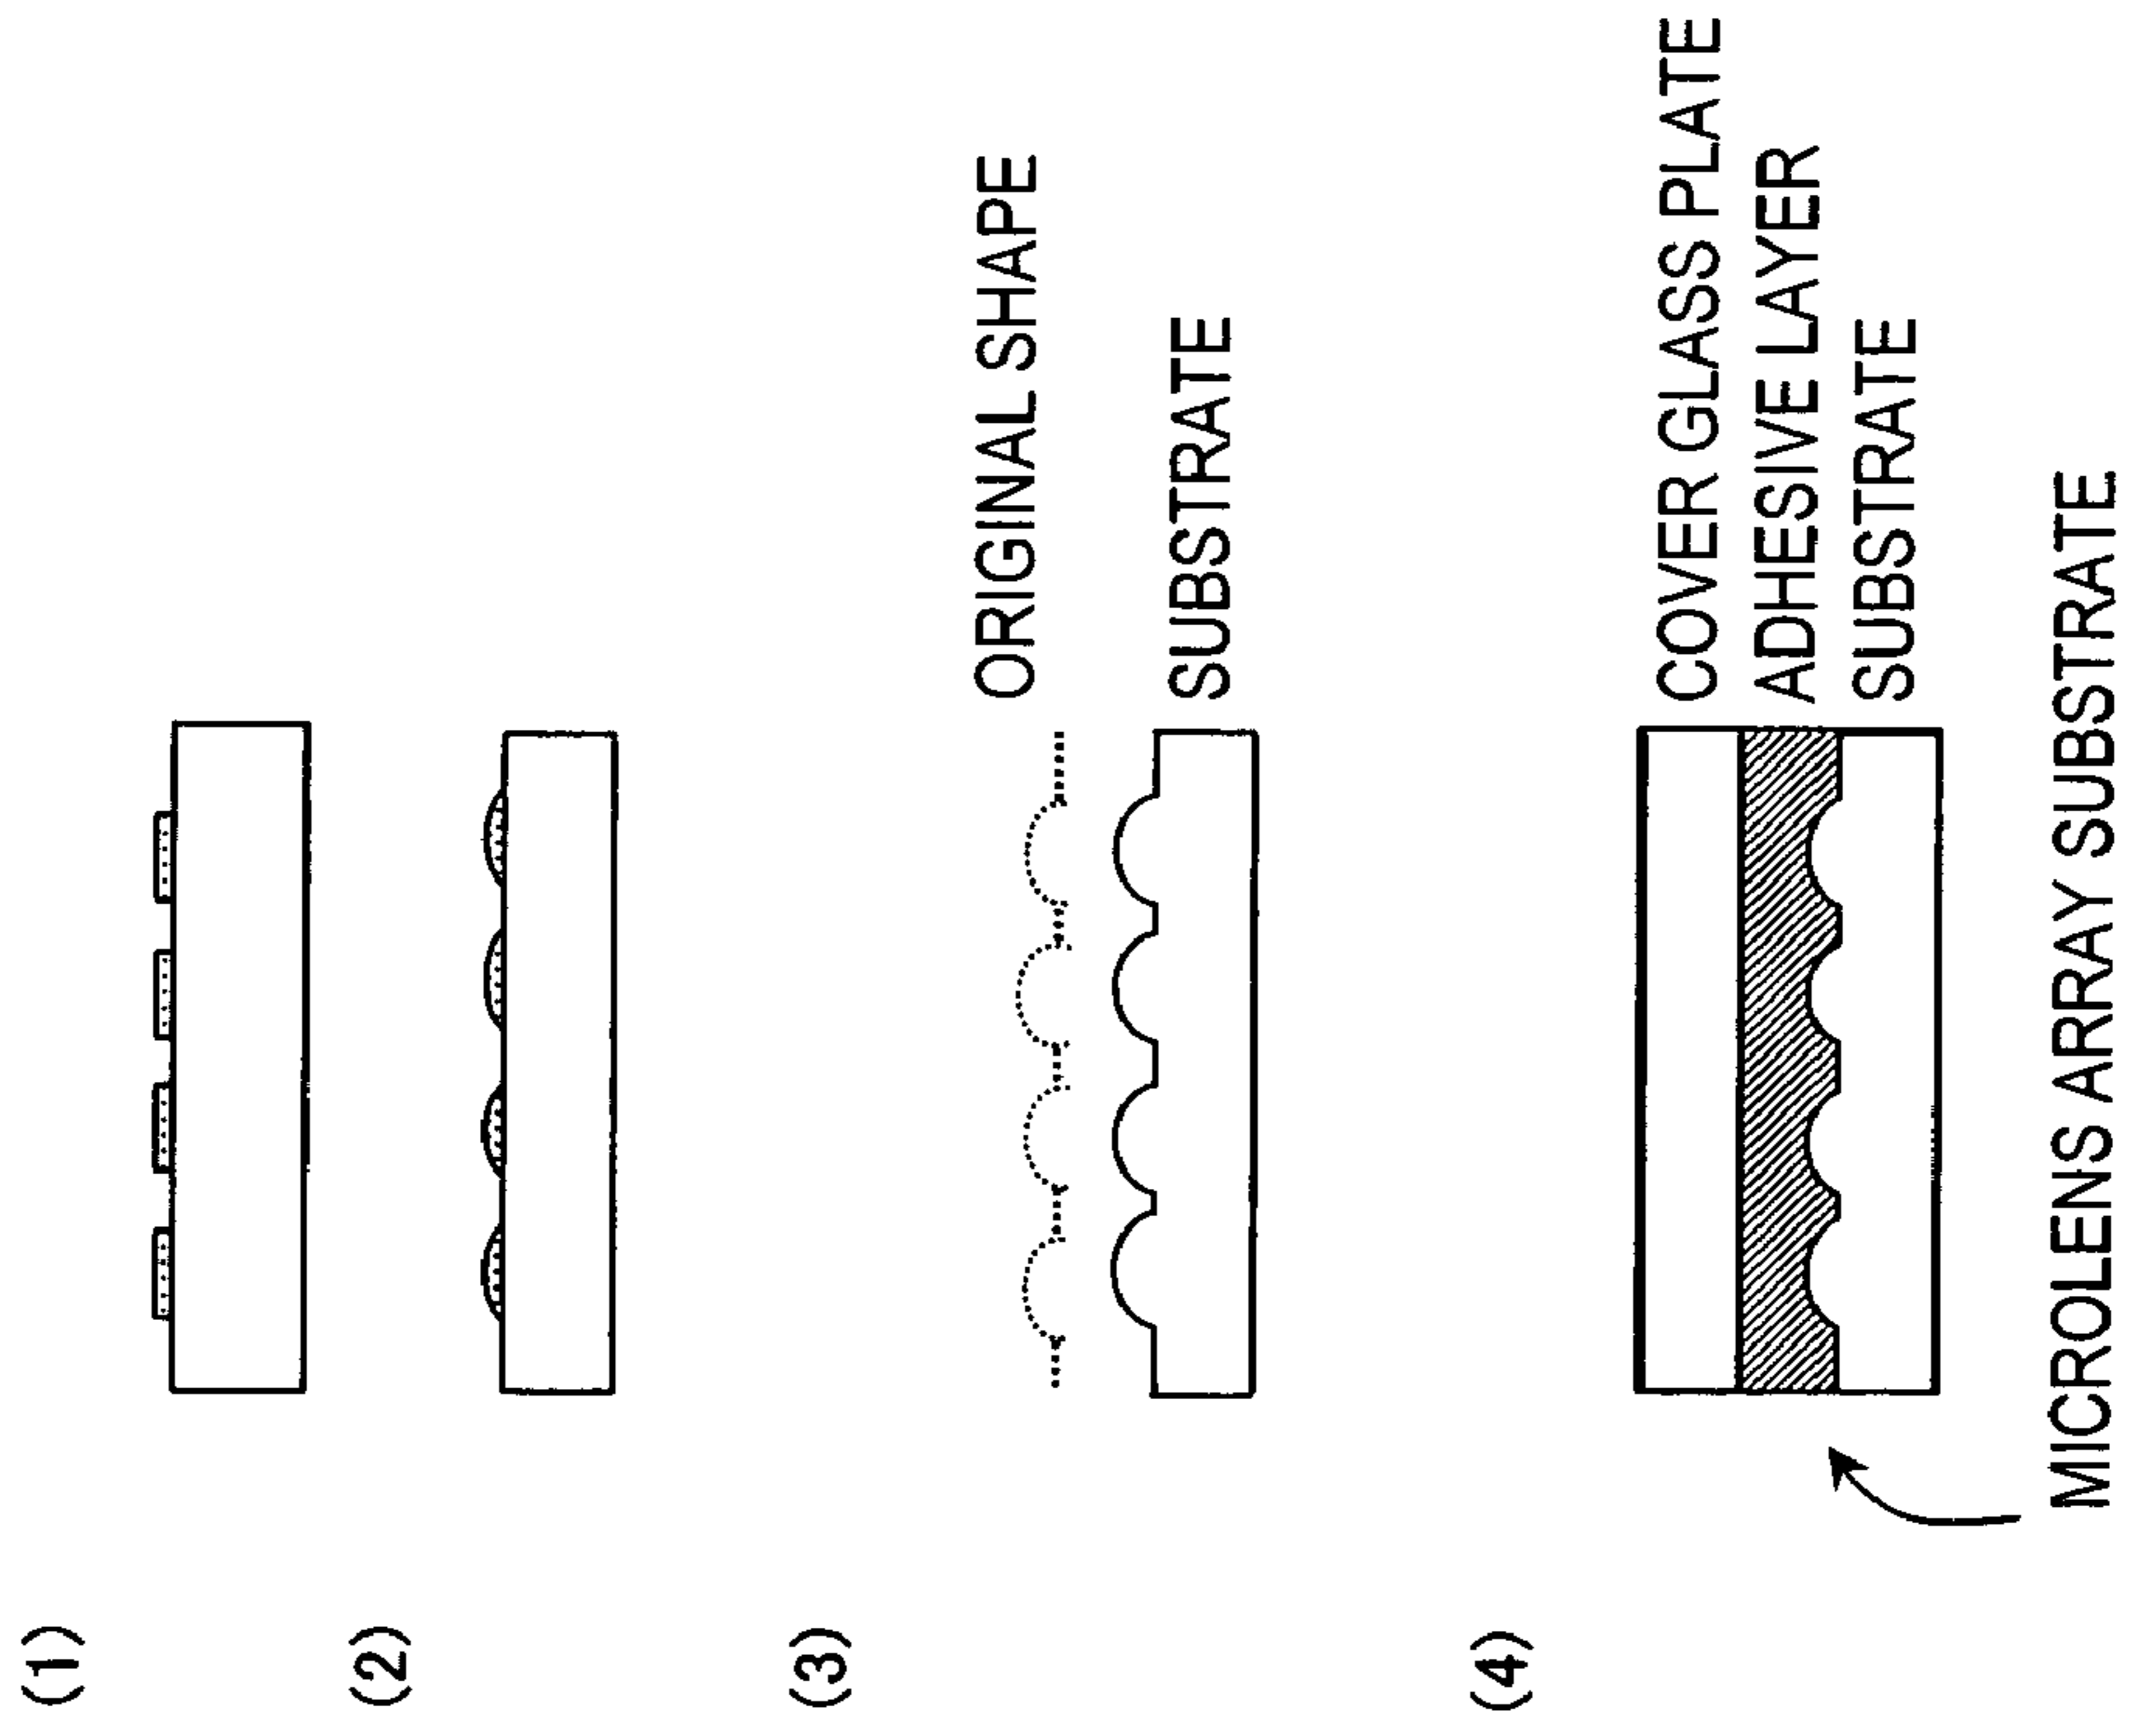 (1)
(2)
(3)
ORIGINAL SHAPE
SUBSTRATE
(4)
COVER GLASS PLATE
ADHESIVE LAYER
SUBSTRATE
MICROLENS ARRAY SUBSTRATE